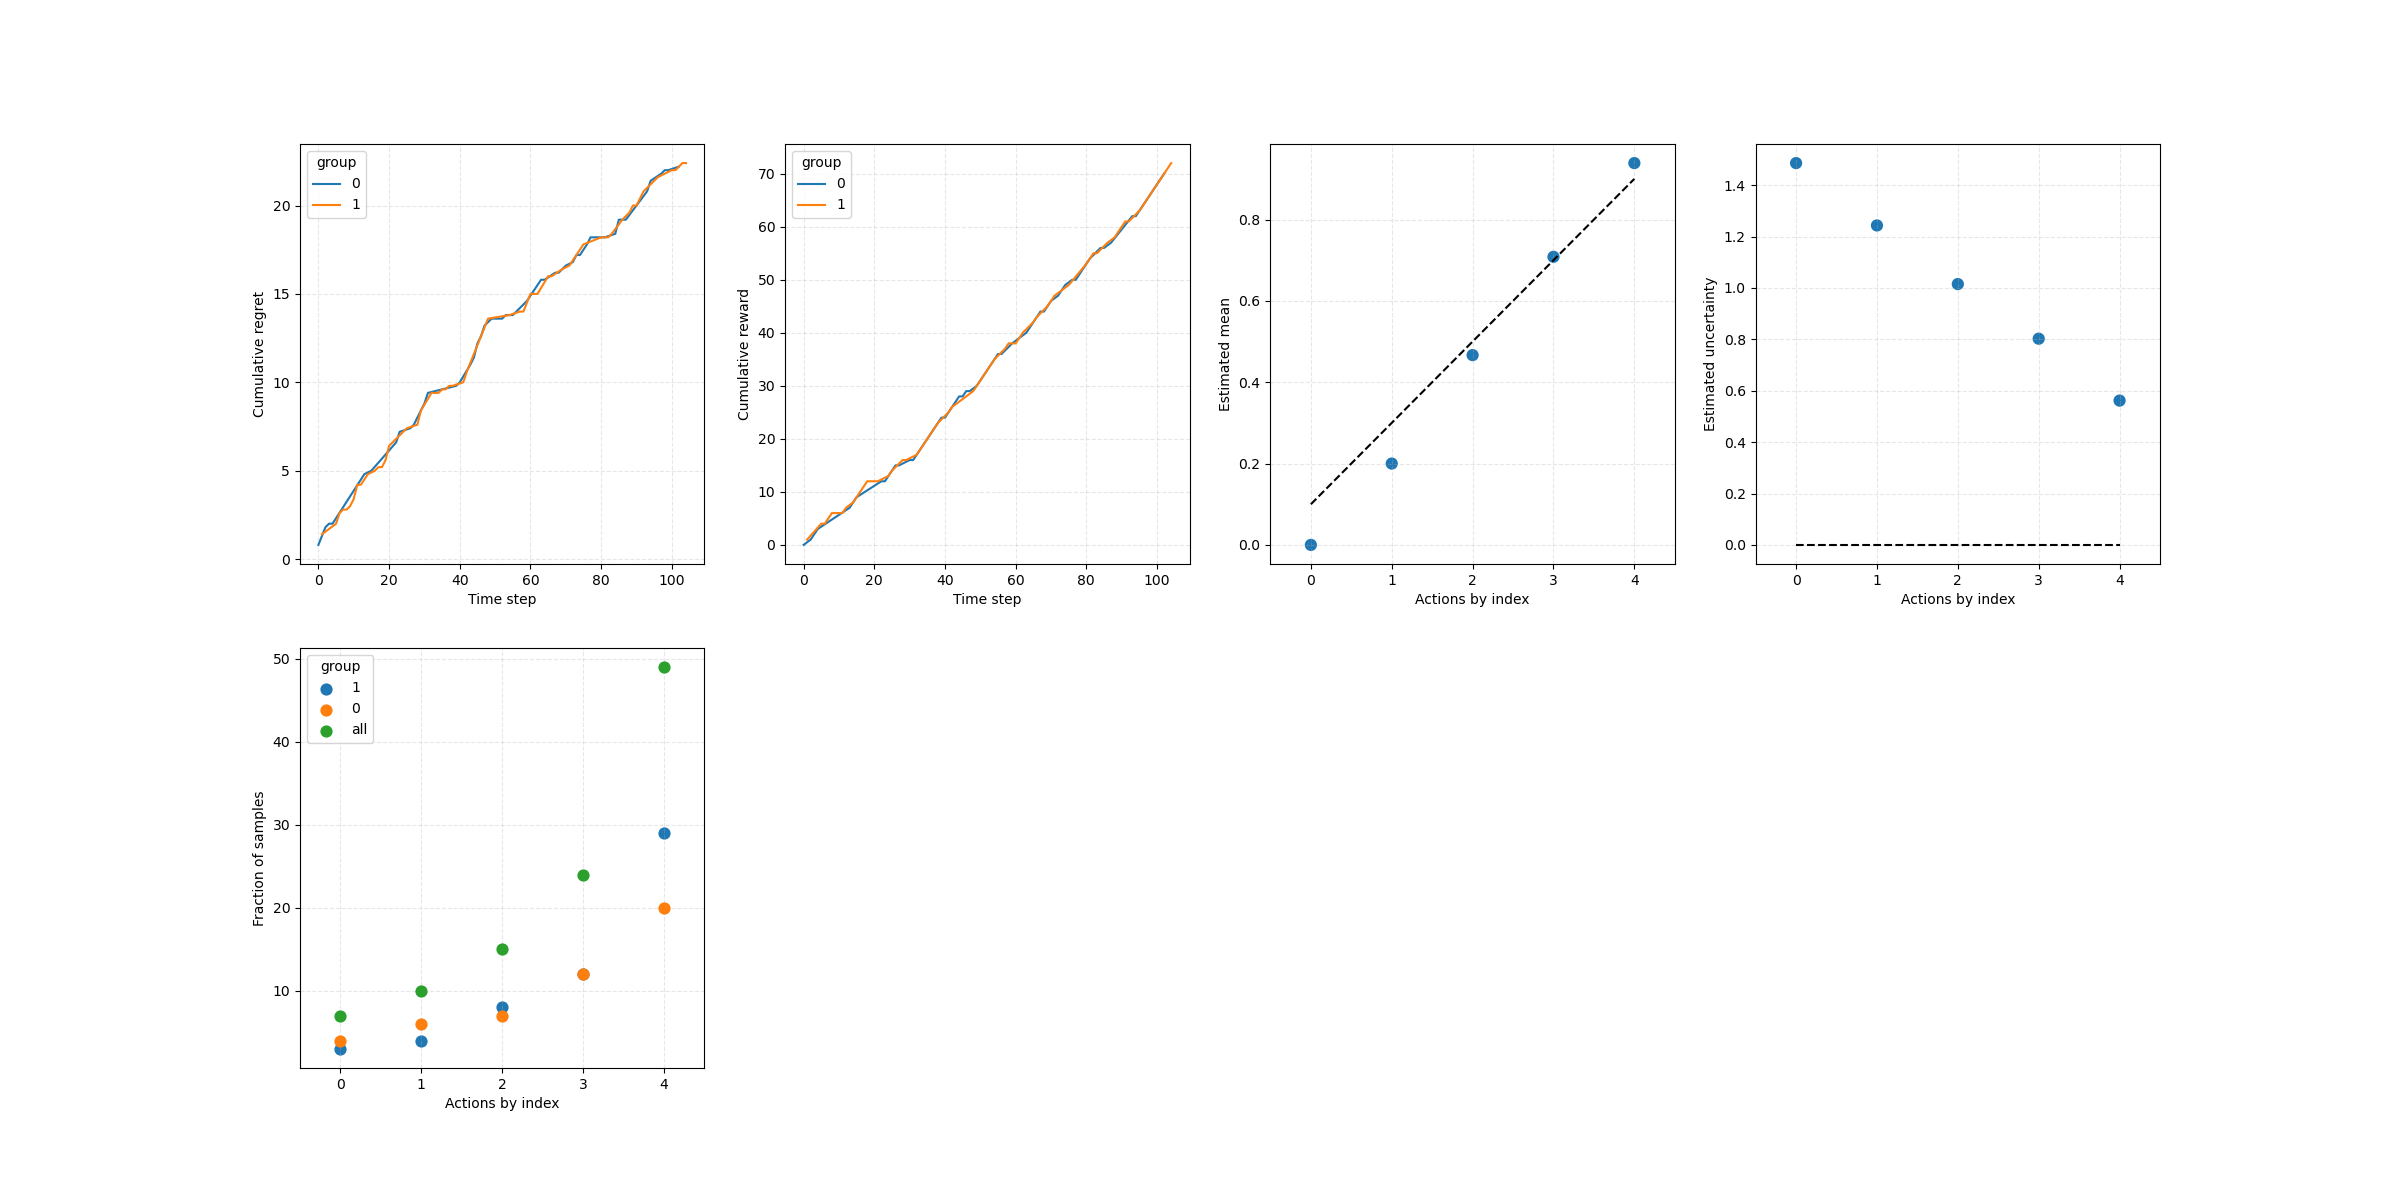 group
0
1
20
15
10
5
0
Cumulative regret
0 20 40 60 80 100
Time step
group
0
1
70
60
50
40
30
20
10
0
Cumulative reward
0 20 40 60 80 100
Time step
0.8
0.6
0.4
0.2
0.0
Estimated mean
0 1 2 3 4
Actions by index
1.4
1.2
1.0
0.8
0.6
0.4
0.2
0.0
Estimated uncertainty
0 1 2 3 4
Actions by index
group
1
0
all
50
40
30
20
10
Fraction of samples
0 1 2 3 4
Actions by index